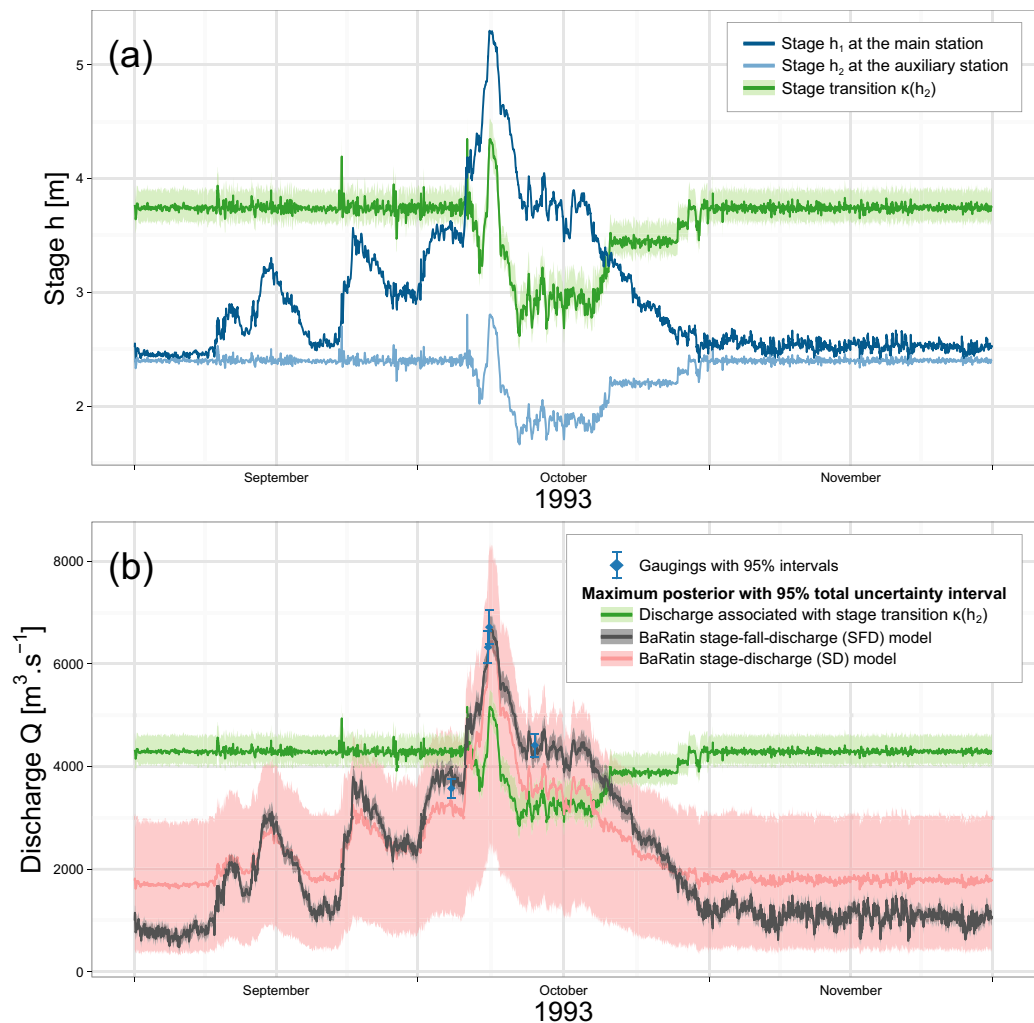 (a)
Stage h₁ at the main station
Stage h₂ at the auxiliary station
Stage transition κ(h₂)
Stage h [m]
5
4
3
2
September
October
November
1993
(b)
Gaugings with 95% intervals
Maximum posterior with 95% total uncertainty interval
Discharge associated with stage transition κ(h₂)
BaRatin stage-fall-discharge (SFD) model
BaRatin stage-discharge (SD) model
Discharge Q [m³.s⁻¹]
8000
6000
4000
2000
0
September
October
November
1993